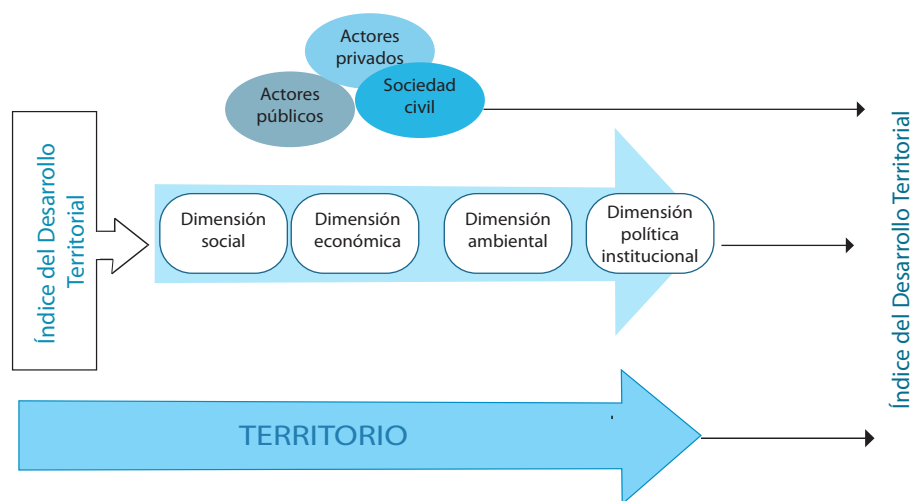 Actores
privados
Actores
públicos
Sociedad
civil
Índice del Desarollo
Territorial
Dimensión
social
Dimensión
económica
Dimensión
ambiental
Dimensión
política
institucional
Índice del Desarrollo Territorial
TERRITORIO